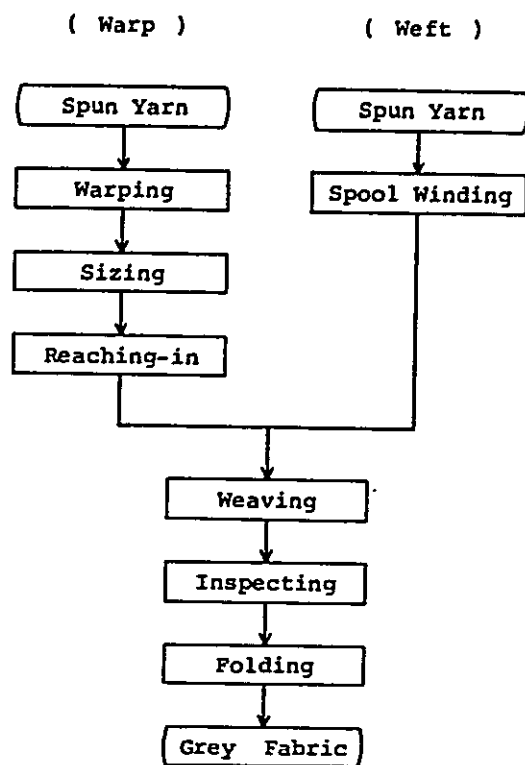 ( Warp ) ( Weft )
Spun Yarn Spun Yarn
Warping Spool Winding
Sizing
Reaching-in
Weaving
Inspecting
Folding
Grey Fabric